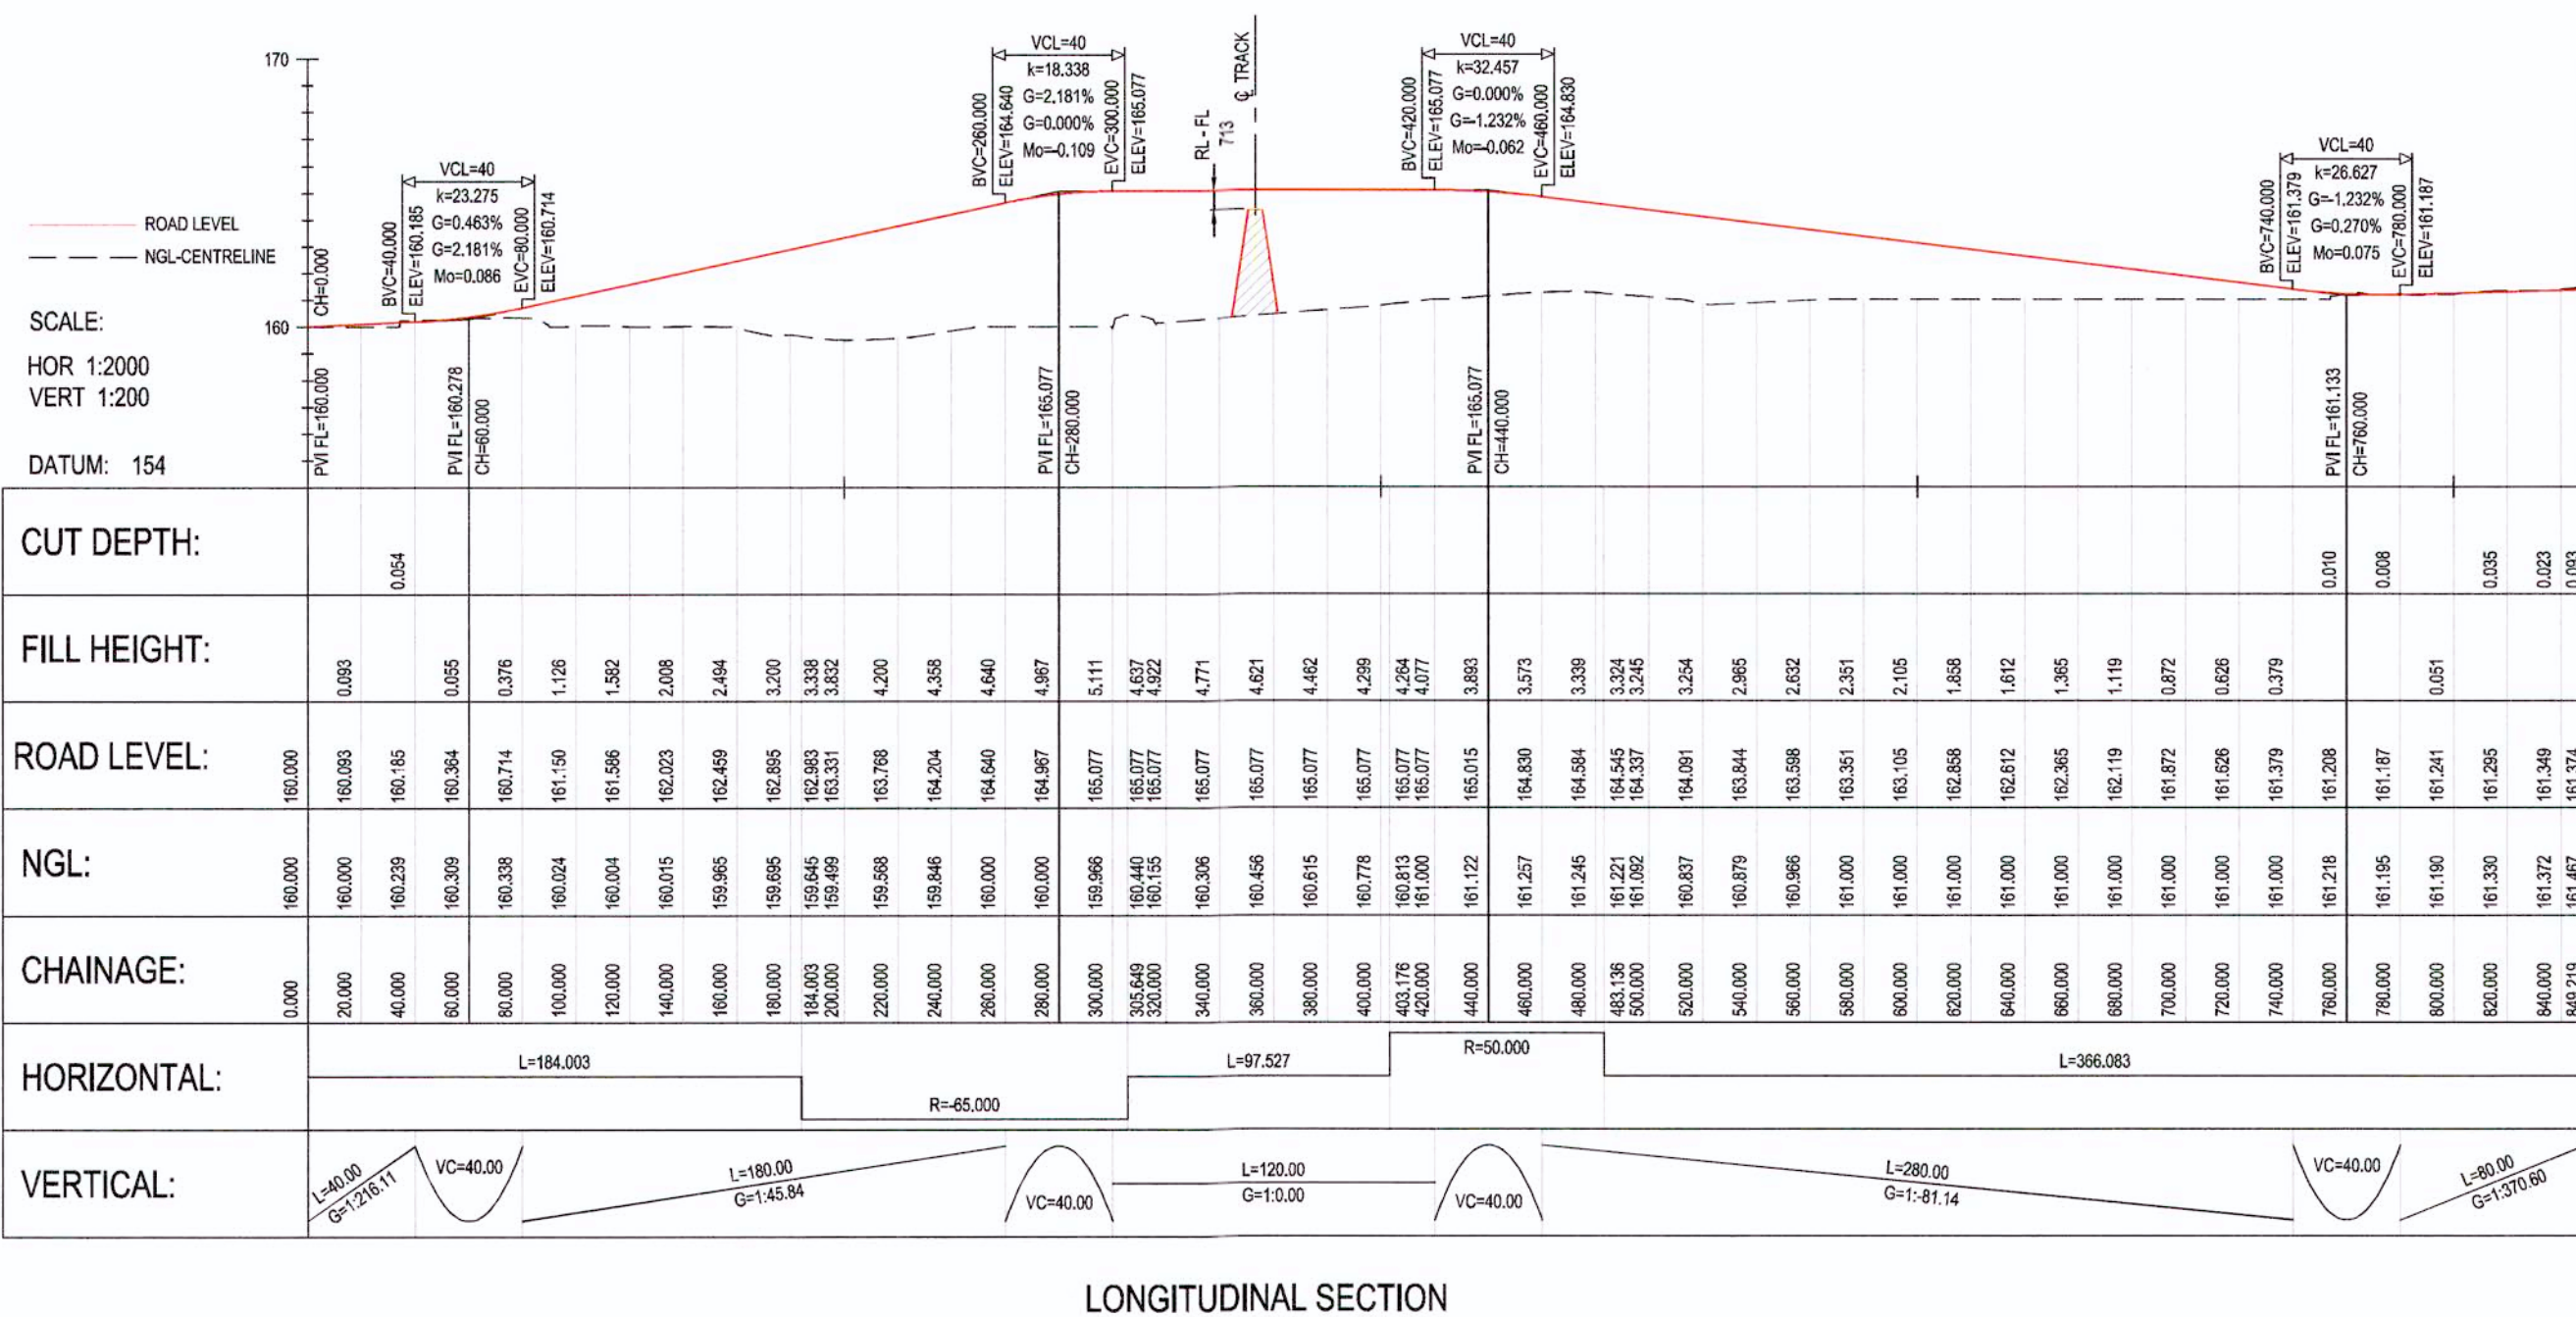 170
160
ROAD LEVEL
NGL-CENTRELINE
SCALE:
HOR 1:2000
VERT 1:200
DATUM: 154
CH=0.000
PVI FL=160.000
BVC=40.000
ELEV=160.185
VCL=40
k=23.275
G=0.463%
G=2.181%
Mo=0.086
EVC=80.000
ELEV=160.714
PVI FL=160.278
CH=60.000
BVC=260.000
ELEV=164.640
VCL=40
k=18.338
G=2.181%
G=0.000%
Mo=-0.109
EVC=300.000
ELEV=165.077
PVI FL=165.077
CH=280.000
RL - FL
713
℄ TRACK
BVC=420.000
ELEV=165.077
VCL=40
k=32.457
G=0.000%
G=-1.232%
Mo=-0.062
EVC=460.000
ELEV=164.830
PVI FL=165.077
CH=440.000
BVC=740.000
ELEV=161.379
VCL=40
k=26.627
G=-1.232%
G=0.270%
Mo=0.075
EVC=780.000
ELEV=161.187
PVI FL=161.133
CH=760.000
CUT DEPTH: 0.054 0.010 0.008 0.035 0.023 0.093
FILL HEIGHT: 0.093 0.055 0.376 1.126 1.582 2.008 2.494 3.200 3.338 3.832 4.200 4.358 4.640 4.967 5.111 4.637 4.922 4.771 4.621 4.462 4.299 4.264 4.077 3.893 3.573 3.339 3.324 3.245 3.254 2.965 2.632 2.351 2.105 1.858 1.612 1.365 1.119 0.872 0.626 0.379 0.051
ROAD LEVEL: 160.000 160.093 160.185 160.364 160.714 161.150 161.586 162.023 162.459 162.895 162.983 163.331 163.768 164.204 164.640 164.967 165.077 165.077 165.077 165.077 165.077 165.077 165.077 165.077 165.077 165.015 164.830 164.584 164.545 164.337 164.091 163.844 163.598 163.351 163.105 162.858 162.612 162.365 162.119 161.872 161.626 161.379 161.208 161.187 161.241 161.295 161.349 161.374
NGL: 160.000 160.000 160.239 160.309 160.338 160.024 160.004 160.015 159.965 159.695 159.645 159.499 159.568 159.846 160.000 160.000 159.966 160.440 160.155 160.306 160.456 160.615 160.778 160.813 161.000 161.122 161.257 161.245 161.221 161.092 160.837 160.879 160.966 161.000 161.000 161.000 161.000 161.000 161.000 161.000 161.000 161.000 161.218 161.195 161.190 161.330 161.372 161.467
CHAINAGE: 0.000 20.000 40.000 60.000 80.000 100.000 120.000 140.000 160.000 180.000 184.003 200.000 220.000 240.000 260.000 280.000 300.000 305.649 320.000 340.000 360.000 380.000 400.000 403.176 420.000 440.000 460.000 480.000 483.136 500.000 520.000 540.000 560.000 580.000 600.000 620.000 640.000 660.000 680.000 700.000 720.000 740.000 760.000 780.000 800.000 820.000 840.000 849.219
HORIZONTAL: L=184.003 R=-65.000 L=97.527 R=50.000 L=366.083
VERTICAL:
L=40.00
G=1:216.11
VC=40.00
L=180.00
G=1:45.84
VC=40.00
L=120.00
G=1:0.00
VC=40.00
L=280.00
G=1:-81.14
VC=40.00
L=80.00
G=1:370.60
LONGITUDINAL SECTION